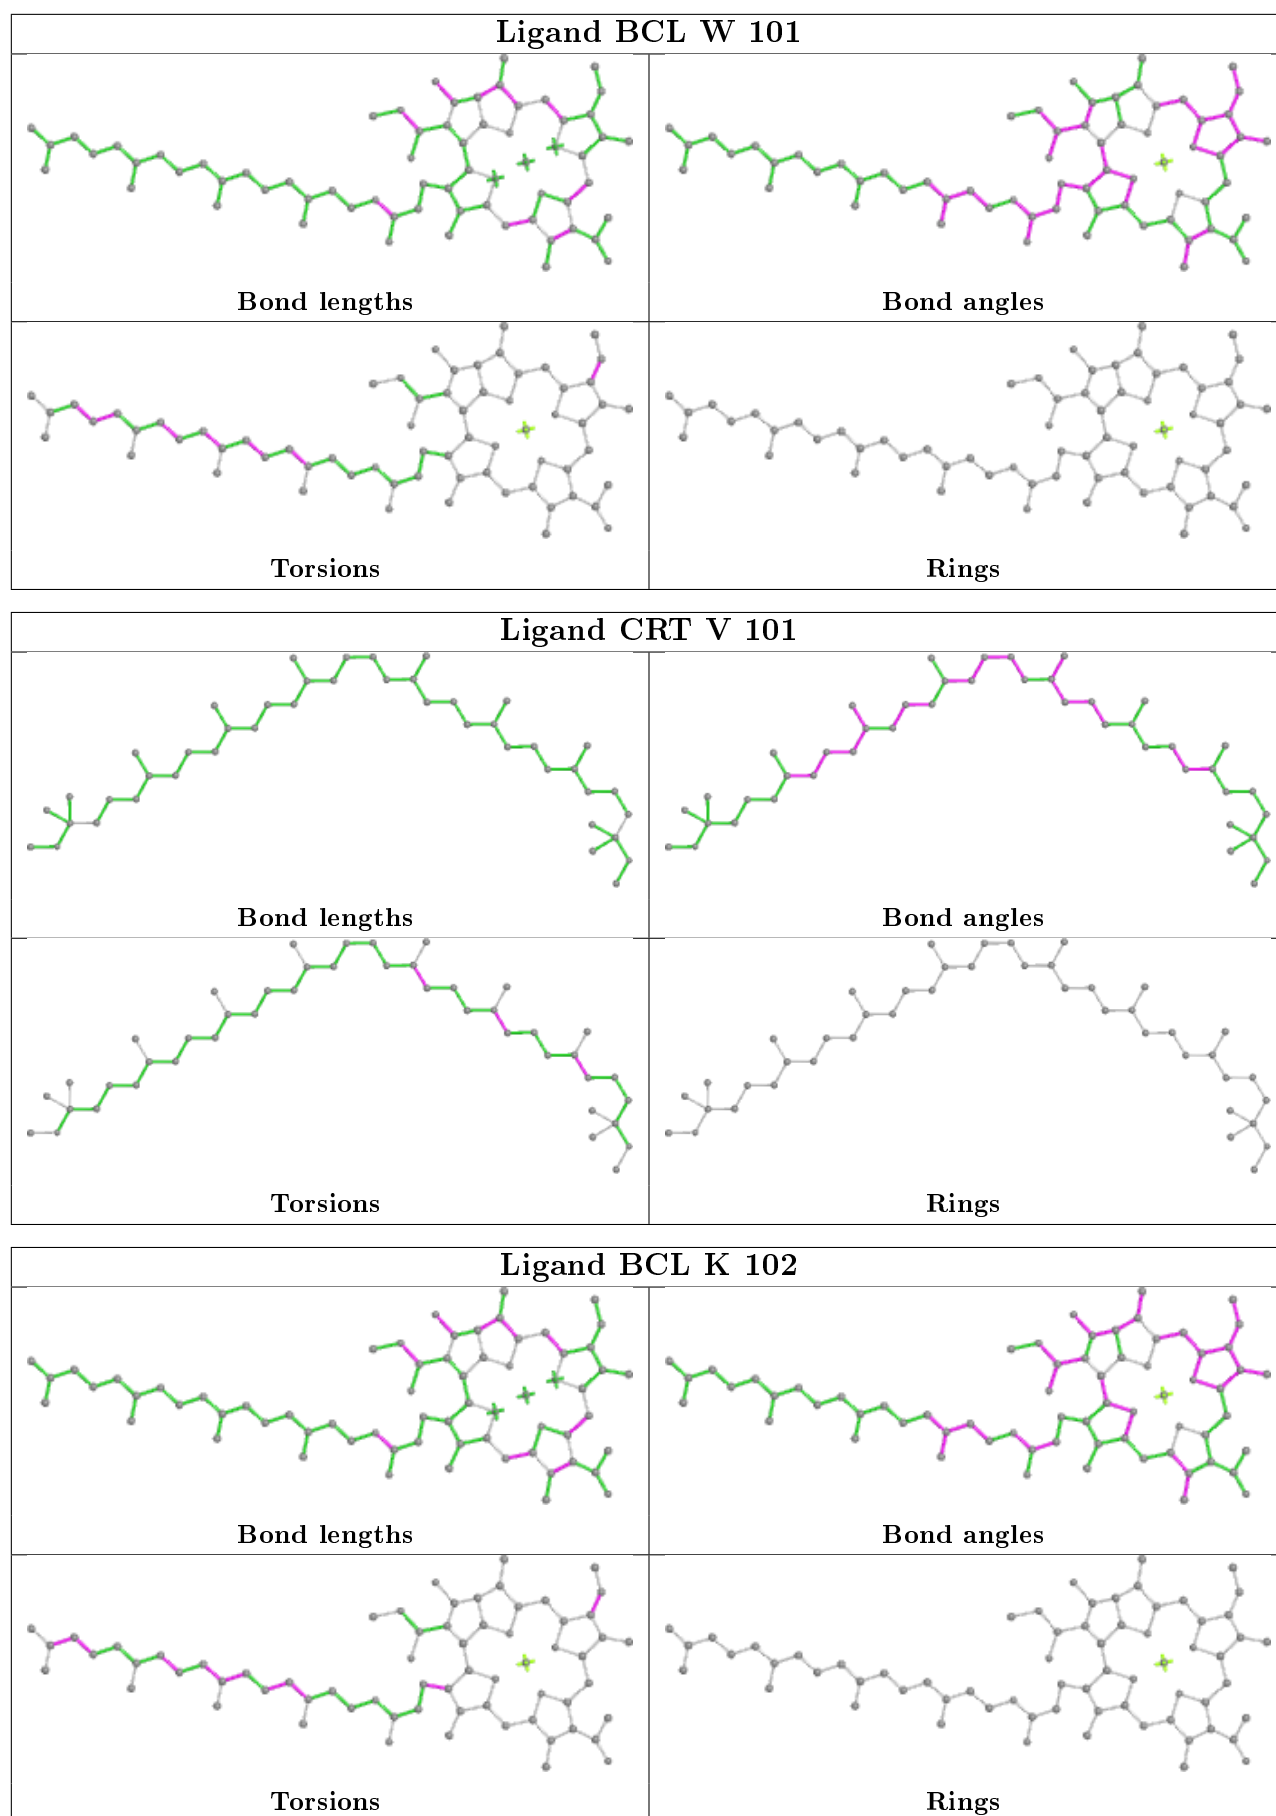 Ligand BCL W 101
Bond lengths
Bond angles
Torsions
Rings
Ligand CRT V 101
Bond lengths
Bond angles
Torsions
Rings
Ligand BCL K 102
Bond lengths
Bond angles
Torsions
Rings